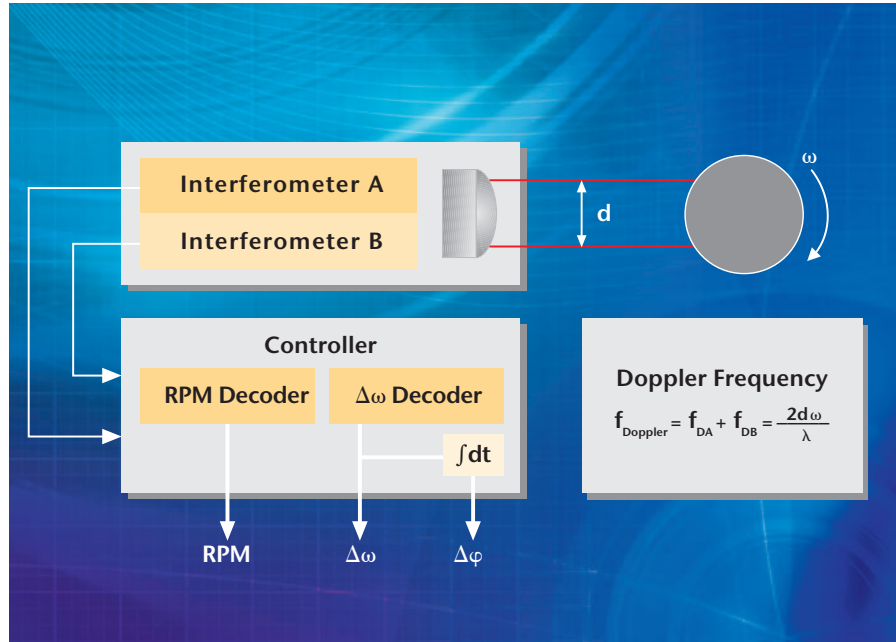 Interferometer A
Interferometer B
d
ω
Controller
RPM Decoder
Δω Decoder
∫dt
RPM
Δω
Δφ
Doppler Frequency
f_Doppler = f_DA + f_DB = 2dω / λ